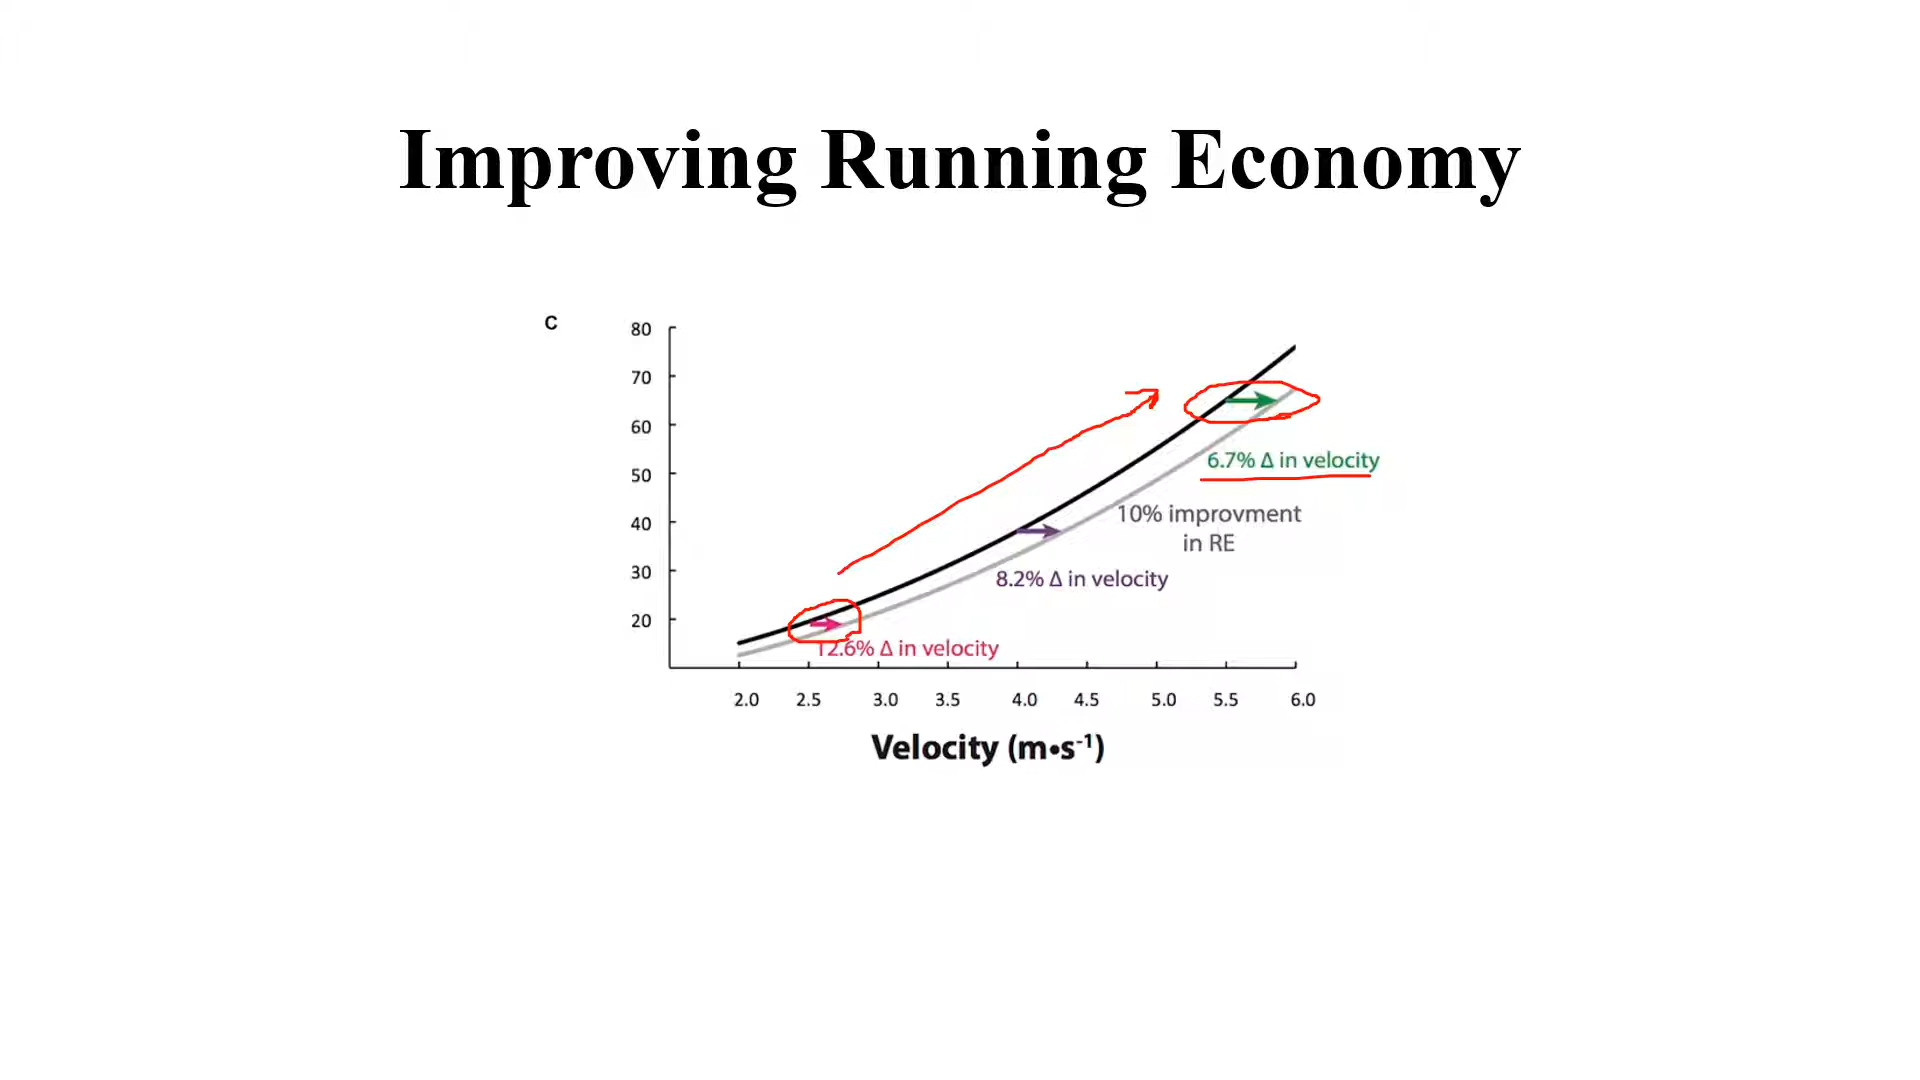 Improving Running Economy
C
80
70
60
50
40
30
20
6.7% Δ in velocity
10% improvment
in RE
8.2% Δ in velocity
12.6% Δ in velocity
2.0 2.5 3.0 3.5 4.0 4.5 5.0 5.5 6.0
Velocity (m•s⁻¹)